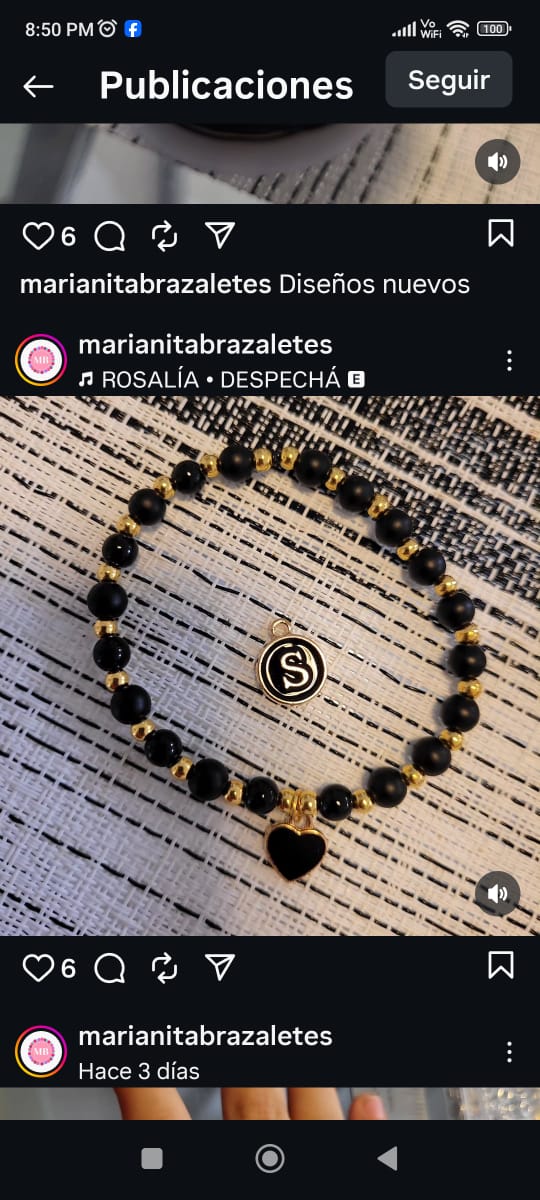 8:50 PM
Vo
WiFi
100
Publicaciones
Seguir
6
marianitabrazaletes Diseños nuevos
MB
marianitabrazaletes
ROSALÍA • DESPECHÁ E
S
6
MB
marianitabrazaletes
Hace 3 días